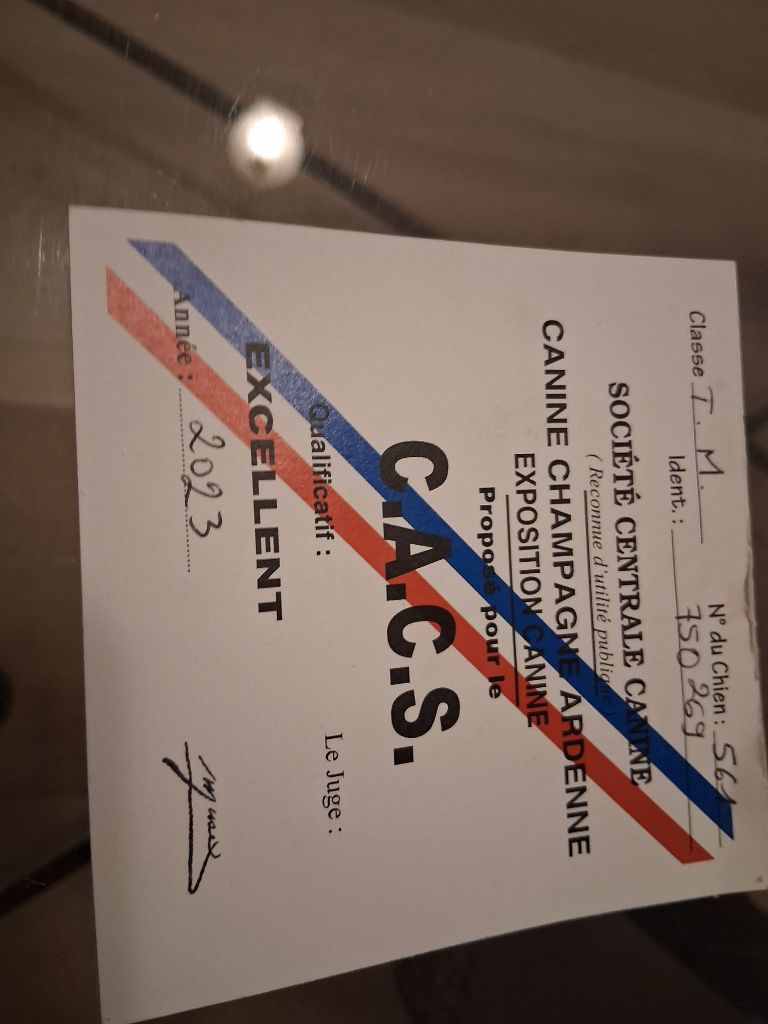 Classe T. M. N° du Chien : 561
Ident. : 750 269
SOCIÉTÉ CENTRALE CANINE
(Reconnue d'utilité publique)
CANINE CHAMPAGNE ARDENNE
EXPOSITION CANINE
Proposé pour le
C.A.C.S.
Qualificatif :
Le Juge :
EXCELLENT
Année : 2023